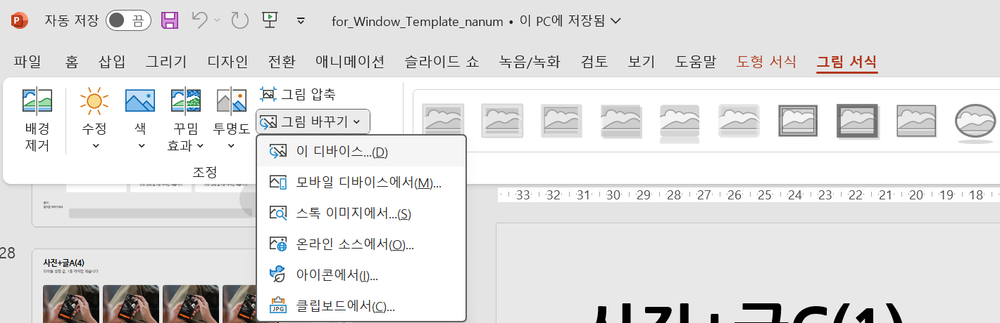 자동 저장 끔 for_Window_Template_nanum • 이 PC에 저장됨
파일 홈 삽입 그리기 디자인 전환 애니메이션 슬라이드 쇼 녹음/녹화 검토 보기 도움말 도형 서식 그림 서식
배경 제거
수정
색
꾸밈 효과
투명도
그림 압축
그림 바꾸기
조정
이 디바이스...(D)
모바일 디바이스에서(M)...
스톡 이미지에서...(S)
온라인 소스에서(O)...
아이콘에서(I)...
JPG
클립보드에서(C)...
33 32 31 30 29 28 27 26 25 24 23 22 21 20 19 18
28
사진+글A(4)
사진+글C(1)